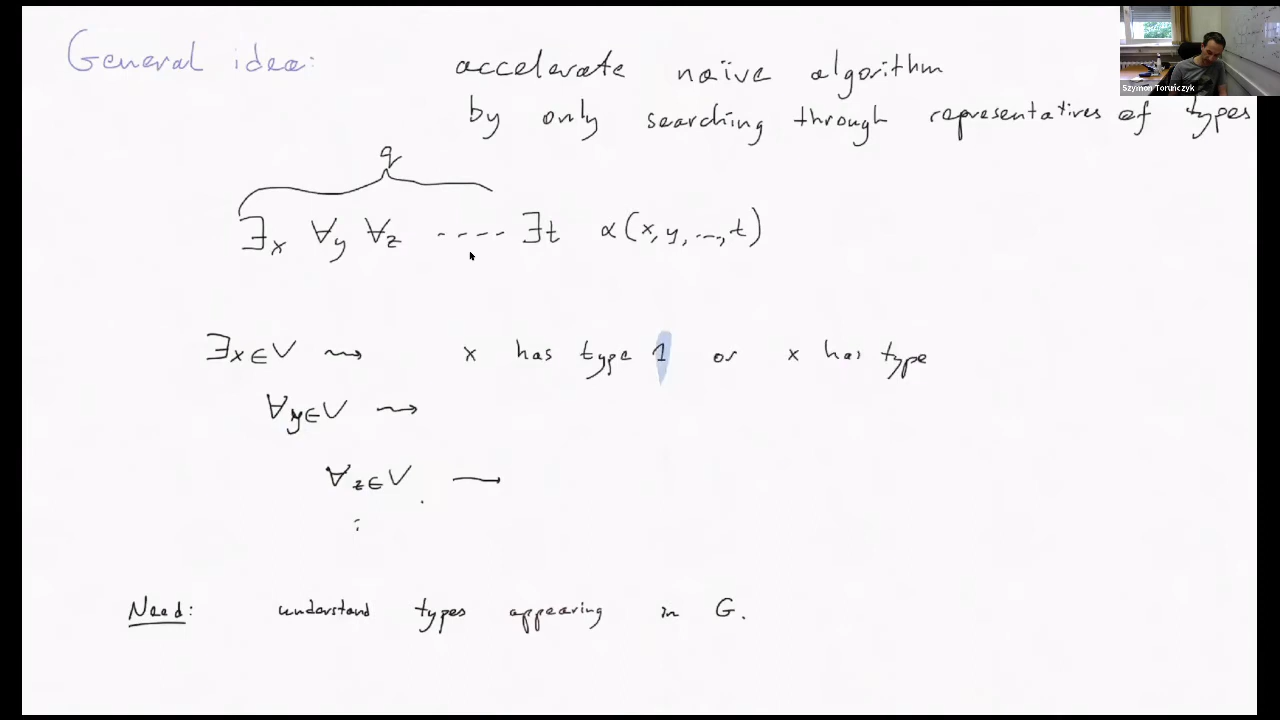 General idea: accelerate naïve algorithm
by only searching through representatives of types
q
∃x ∀y ∀z ---- ∃t α(x, y, ..., t)
∃x∈V ⇝ x has type 1 or x has type
∀y∈V ⇝
∀z∈V →
:
Need: understand types appearing in G.
Szymon Toruńczyk